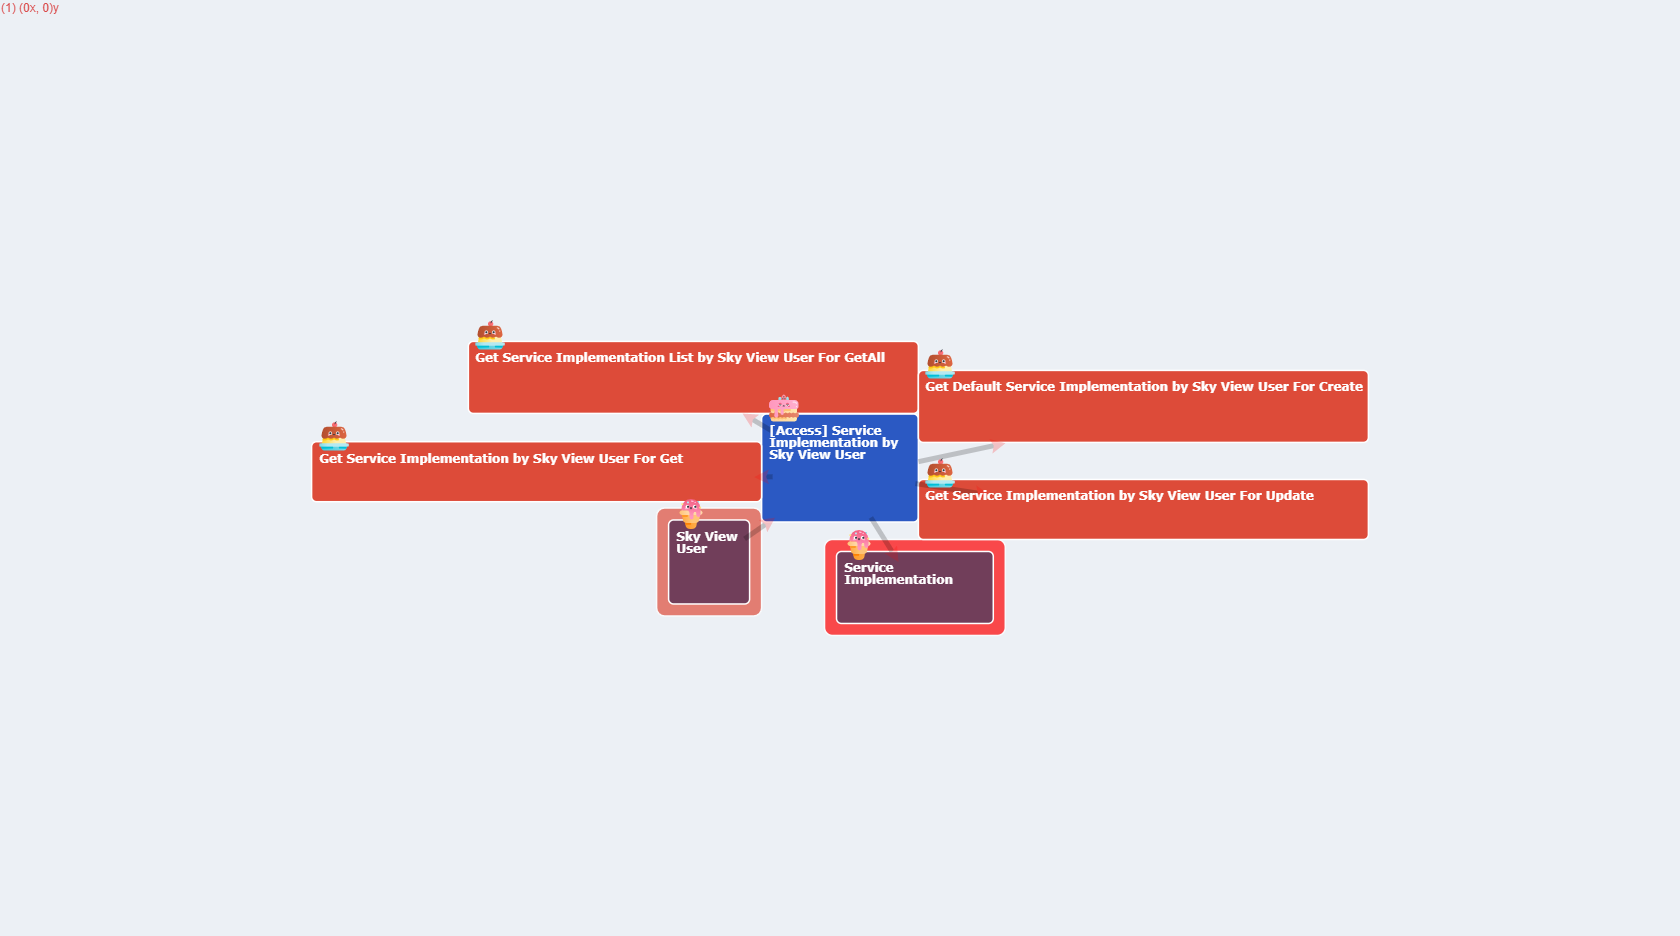 (1) (0x, 0)y
Get Service Implementation List by Sky View User For GetAll
Get Default Service Implementation by Sky View User For Create
[Access] Service
Implementation by
Sky View User
Get Service Implementation by Sky View User For Get
Get Service Implementation by Sky View User For Update
Sky View
User
Service
Implementation